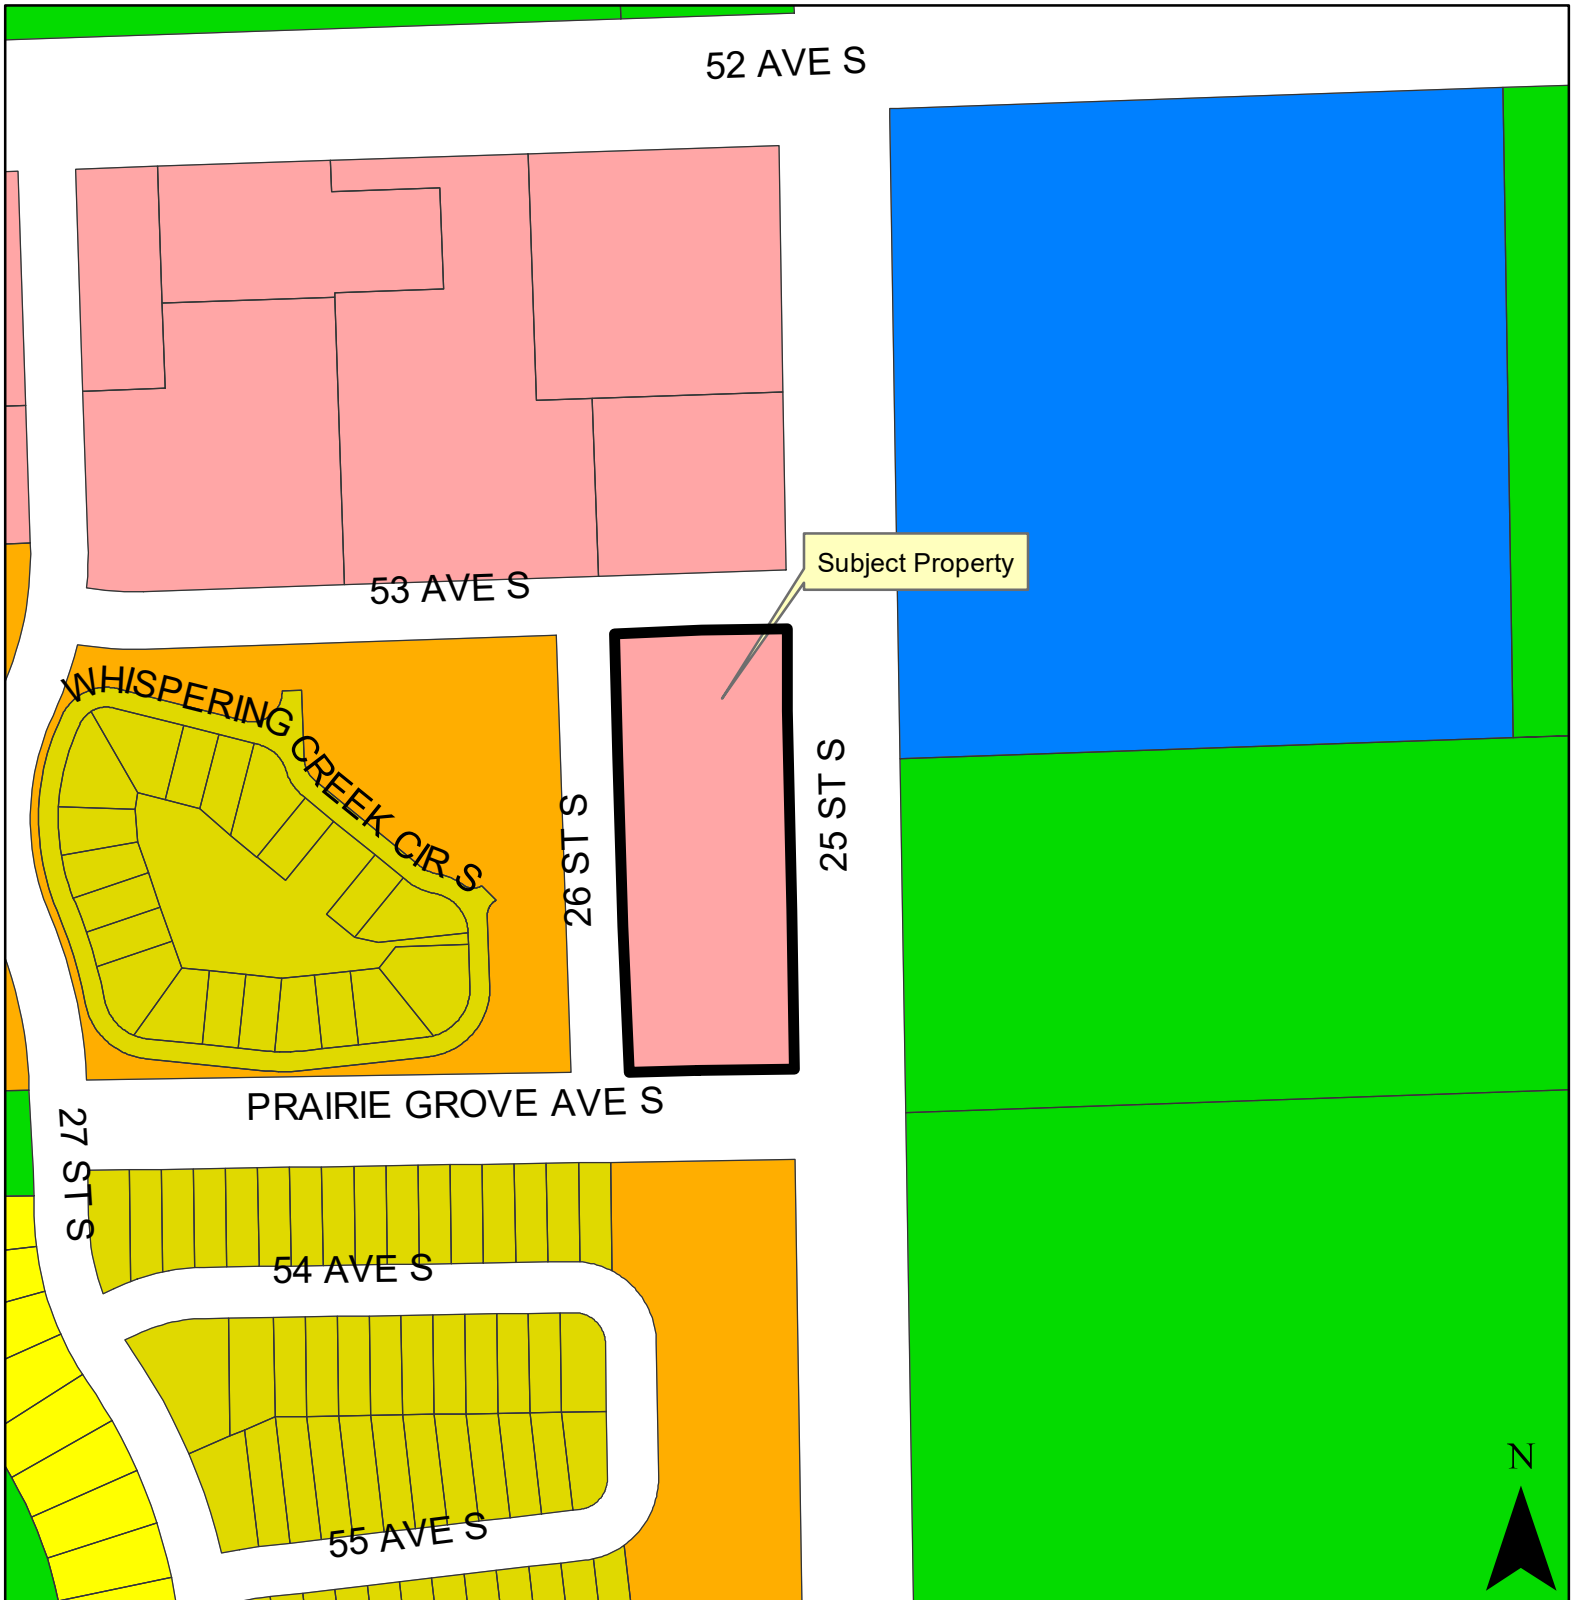 52 AVE S
Subject Property
53 AVE S
WHISPERING CREEK CIR S
26 ST S
25 ST S
PRAIRIE GROVE AVE S
27 ST S
54 AVE S
N
55 AVE S